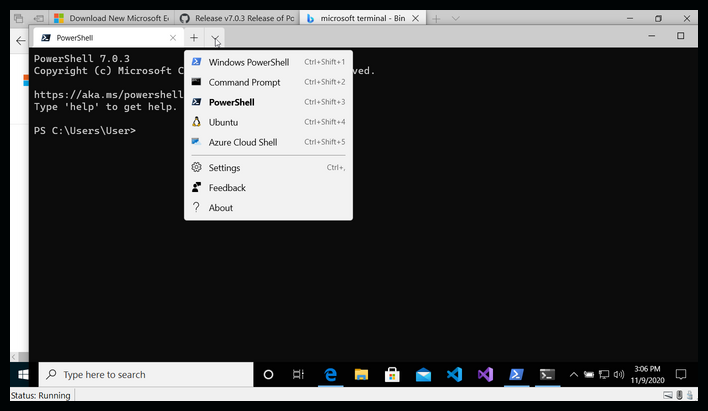 Download New Microsoft Ed
Release v7.0.3 Release of Po
microsoft terminal - Bin
PowerShell
PowerShell 7.0.3
Copyright (c) Microsoft C
ved.
https://aka.ms/powershell
Type 'help' to get help.
PS C:\Users\User>
Windows PowerShell Ctrl+Shift+1
Command Prompt Ctrl+Shift+2
PowerShell Ctrl+Shift+3
Ubuntu Ctrl+Shift+4
Azure Cloud Shell Ctrl+Shift+5
Settings Ctrl+,
Feedback
About
Type here to search
3:06 PM
11/9/2020
Status: Running